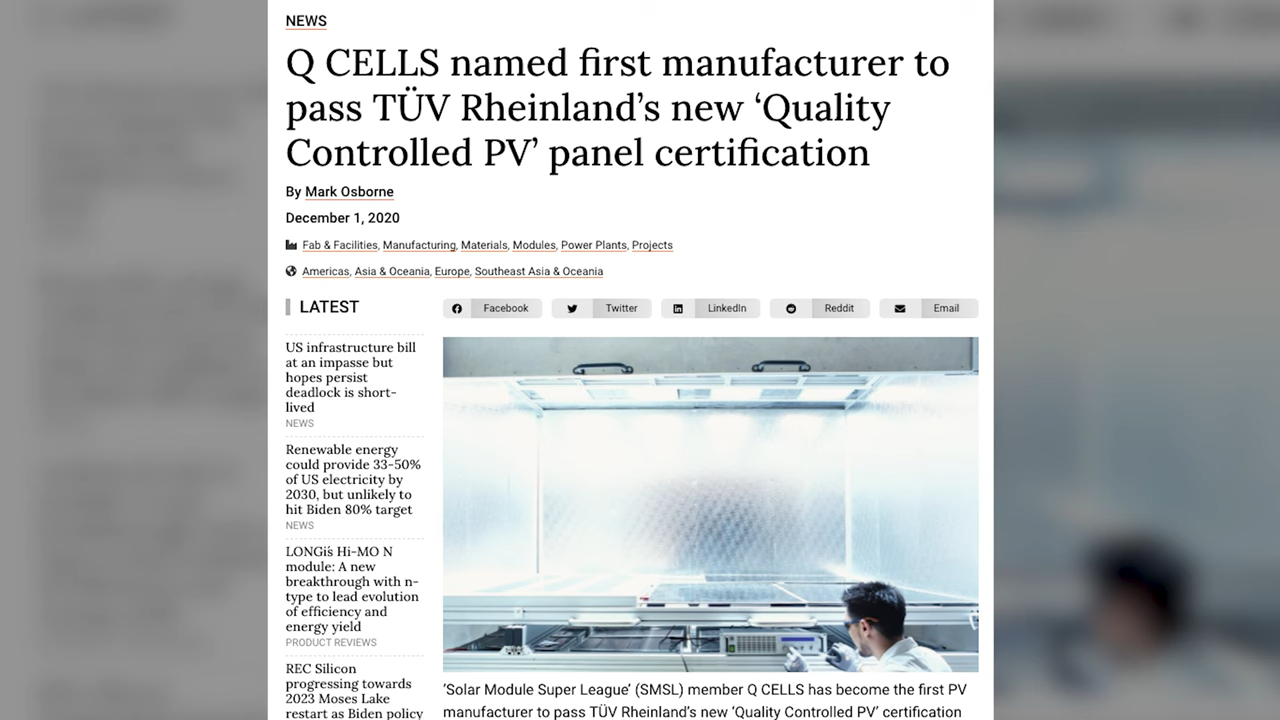 NEWS
Q CELLS named first manufacturer to
pass TÜV Rheinland’s new ‘Quality
Controlled PV’ panel certification
By Mark Osborne
December 1, 2020
Fab & Facilities, Manufacturing, Materials, Modules, Power Plants, Projects
Americas, Asia & Oceania, Europe, Southeast Asia & Oceania
LATEST
US infrastructure bill
at an impasse but
hopes persist
deadlock is short-
lived
NEWS
Renewable energy
could provide 33-50%
of US electricity by
2030, but unlikely to
hit Biden 80% target
NEWS
LONGi’s Hi-MO N
module: A new
breakthrough with n-
type to lead evolution
of efficiency and
energy yield
PRODUCT REVIEWS
REC Silicon
progressing towards
2023 Moses Lake
restart as Biden policy
Facebook
Twitter
LinkedIn
Reddit
Email
‘Solar Module Super League’ (SMSL) member Q CELLS has become the first PV
manufacturer to pass TÜV Rheinland’s new ‘Quality Controlled PV’ certification